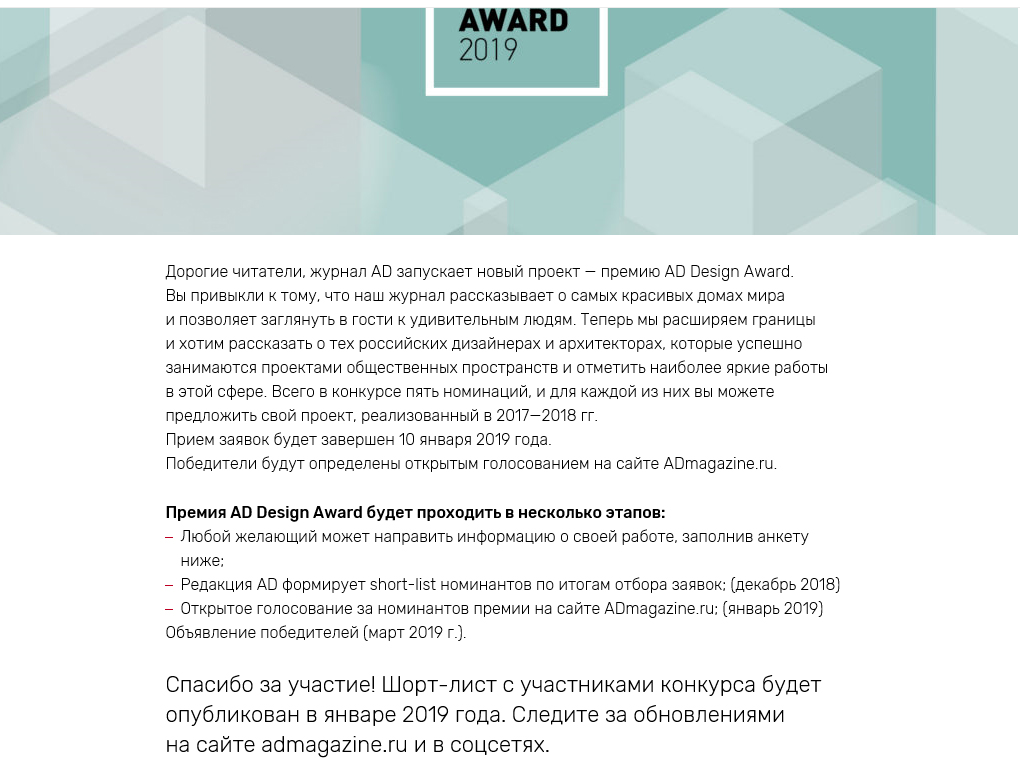 AWARD
2019
Дорогие читатели, журнал AD запускает новый проект — премию AD Design Award.
Вы привыкли к тому, что наш журнал рассказывает о самых красивых домах мира
и позволяет заглянуть в гости к удивительным людям. Теперь мы расширяем границы
и хотим рассказать о тех российских дизайнерах и архитекторах, которые успешно
занимаются проектами общественных пространств и отметить наиболее яркие работы
в этой сфере. Всего в конкурсе пять номинаций, и для каждой из них вы можете
предложить свой проект, реализованный в 2017—2018 гг.
Прием заявок будет завершен 10 января 2019 года.
Победители будут определены открытым голосованием на сайте ADmagazine.ru.
Премия AD Design Award будет проходить в несколько этапов:
– Любой желающий может направить информацию о своей работе, заполнив анкету
ниже;
– Редакция AD формирует short-list номинантов по итогам отбора заявок; (декабрь 2018)
– Открытое голосование за номинантов премии на сайте ADmagazine.ru; (январь 2019)
Объявление победителей (март 2019 г.).
Спасибо за участие! Шорт-лист с участниками конкурса будет
опубликован в январе 2019 года. Следите за обновлениями
на сайте admagazine.ru и в соцсетях.